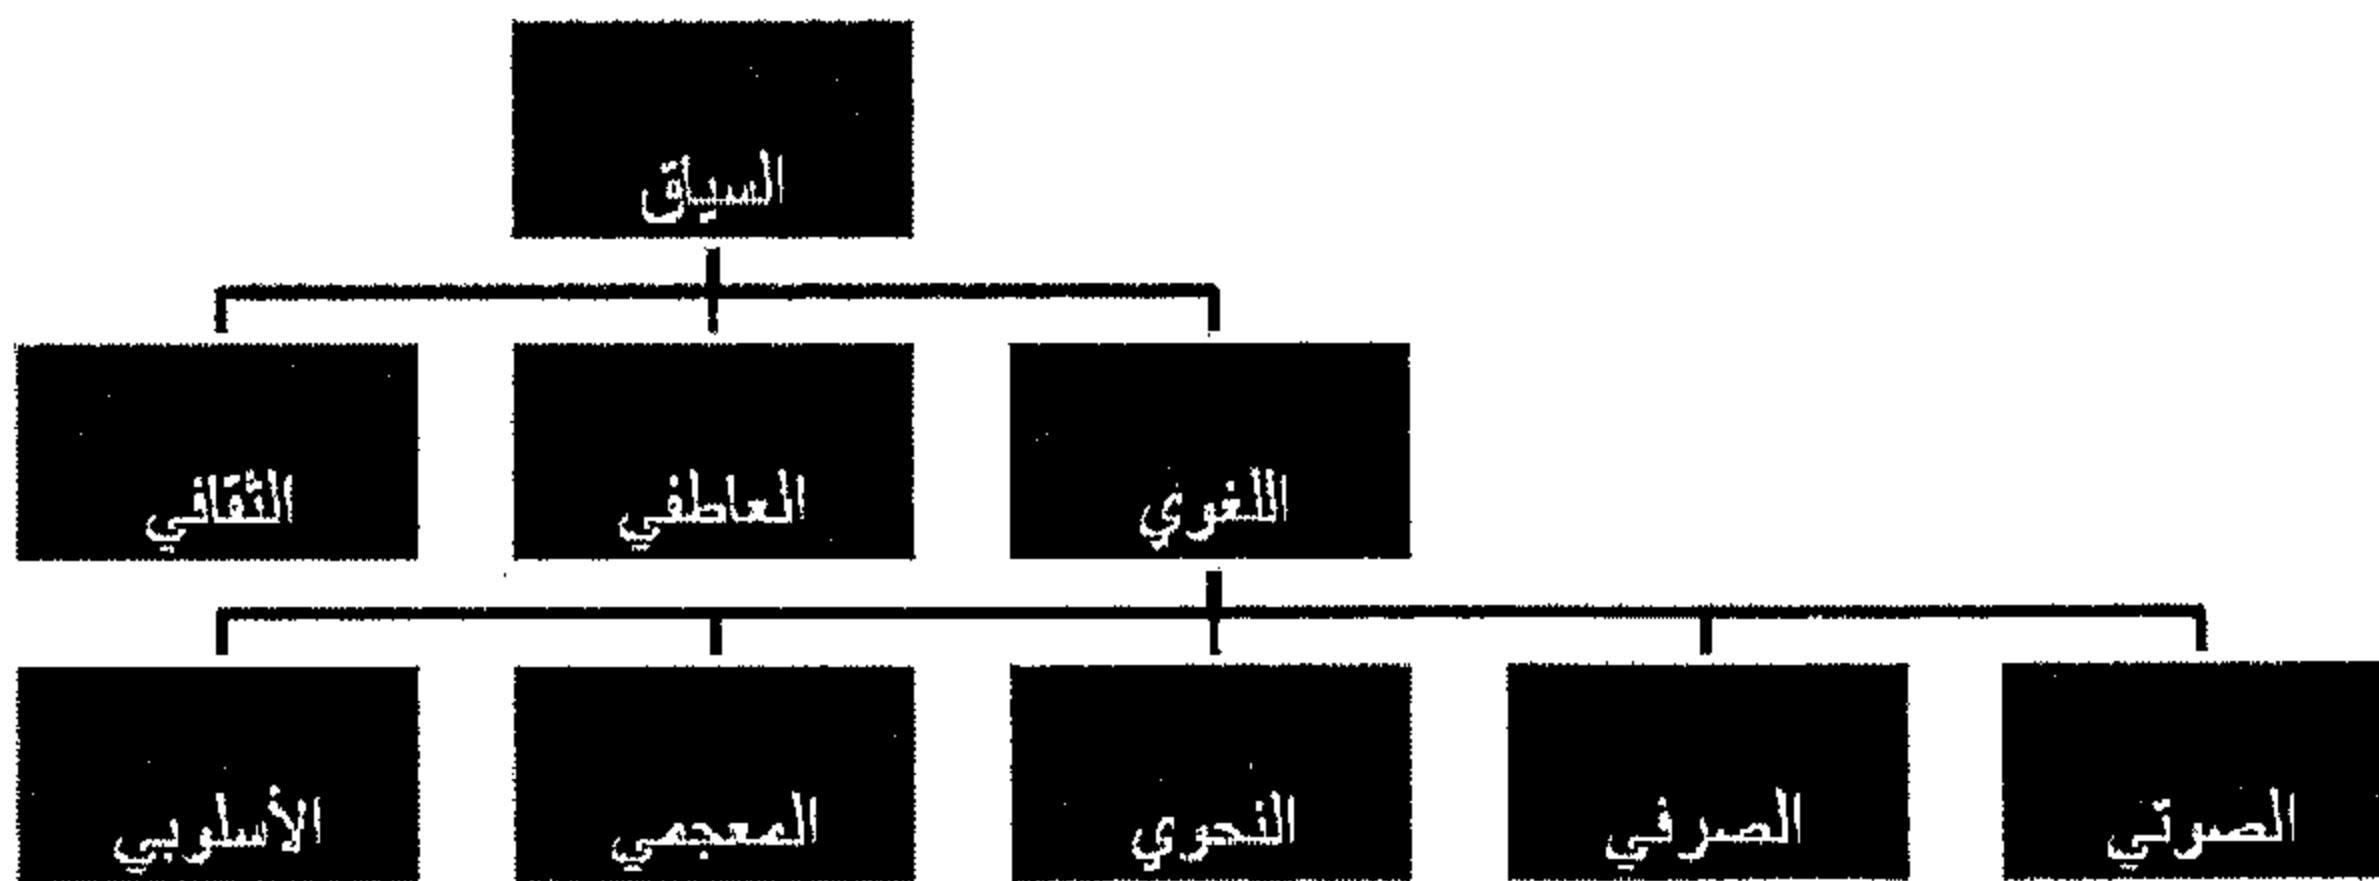 السياق
اللغوي
العاطفي
الثقافي
الصوتي
الصرفي
النحوي
المعجمي
الأسلوبي